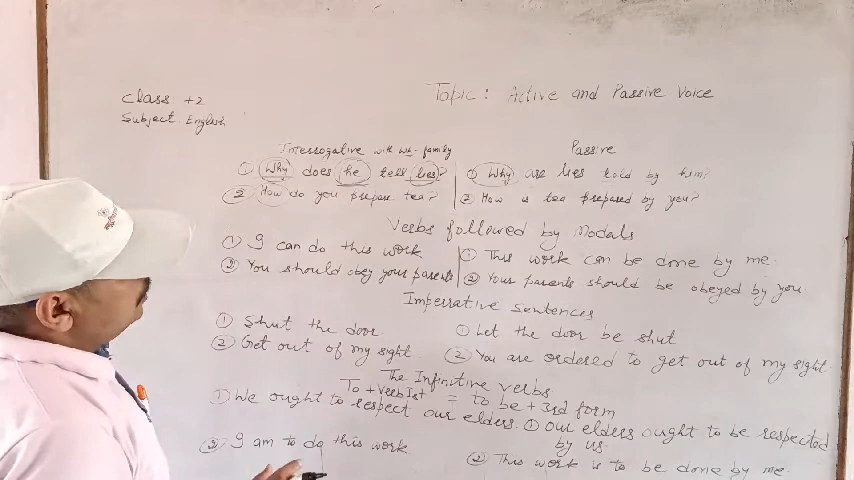 Class +2
Subject English
Topic: Active and Passive Voice
Interrogative with Wh- family
Passive
① Why does he tell lies?
① Why are lies told by him?
② How do you prepare tea?
② How is tea prepared by you?
Verbs followed by Modals
① I can do this work
① This work can be done by me.
② You should obey your parents
② Your parents should be obeyed by you.
Imperrative Sentences
① Shut the door
① Let the door be shut
② Get out of my sight
② You are ordered to get out of my sight.
The Infinitive verbs
To + verb Ist = to be + 3rd form
① We ought to respect our elders.
① Our elders ought to be respected by us.
② I am to do this work
② This work is to be done by me.